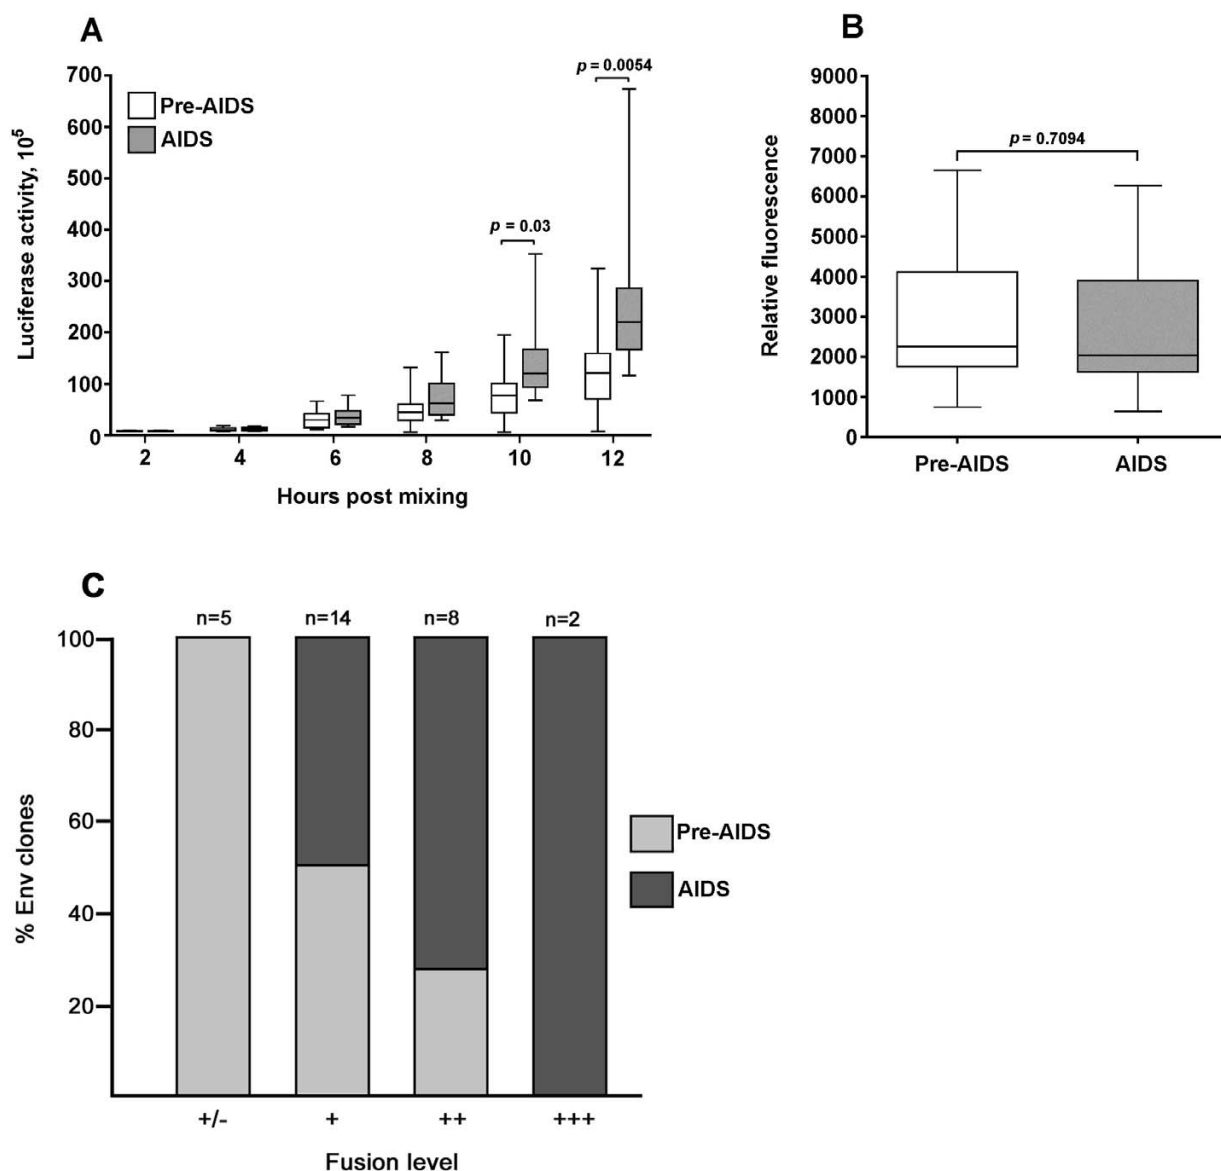 A
Luciferase activity, 10⁵
700
600
500
400
300
200
100
0
Pre-AIDS
AIDS
p = 0.03
p = 0.0054
2 4 6 8 10 12
Hours post mixing
B
Relative fluorescence
9000
8000
7000
6000
5000
4000
3000
2000
1000
0
p = 0.7094
Pre-AIDS AIDS
C
% Env clones
100
80
60
40
20
n=5 n=14 n=8 n=2
Pre-AIDS
AIDS
+/- + ++ +++
Fusion level